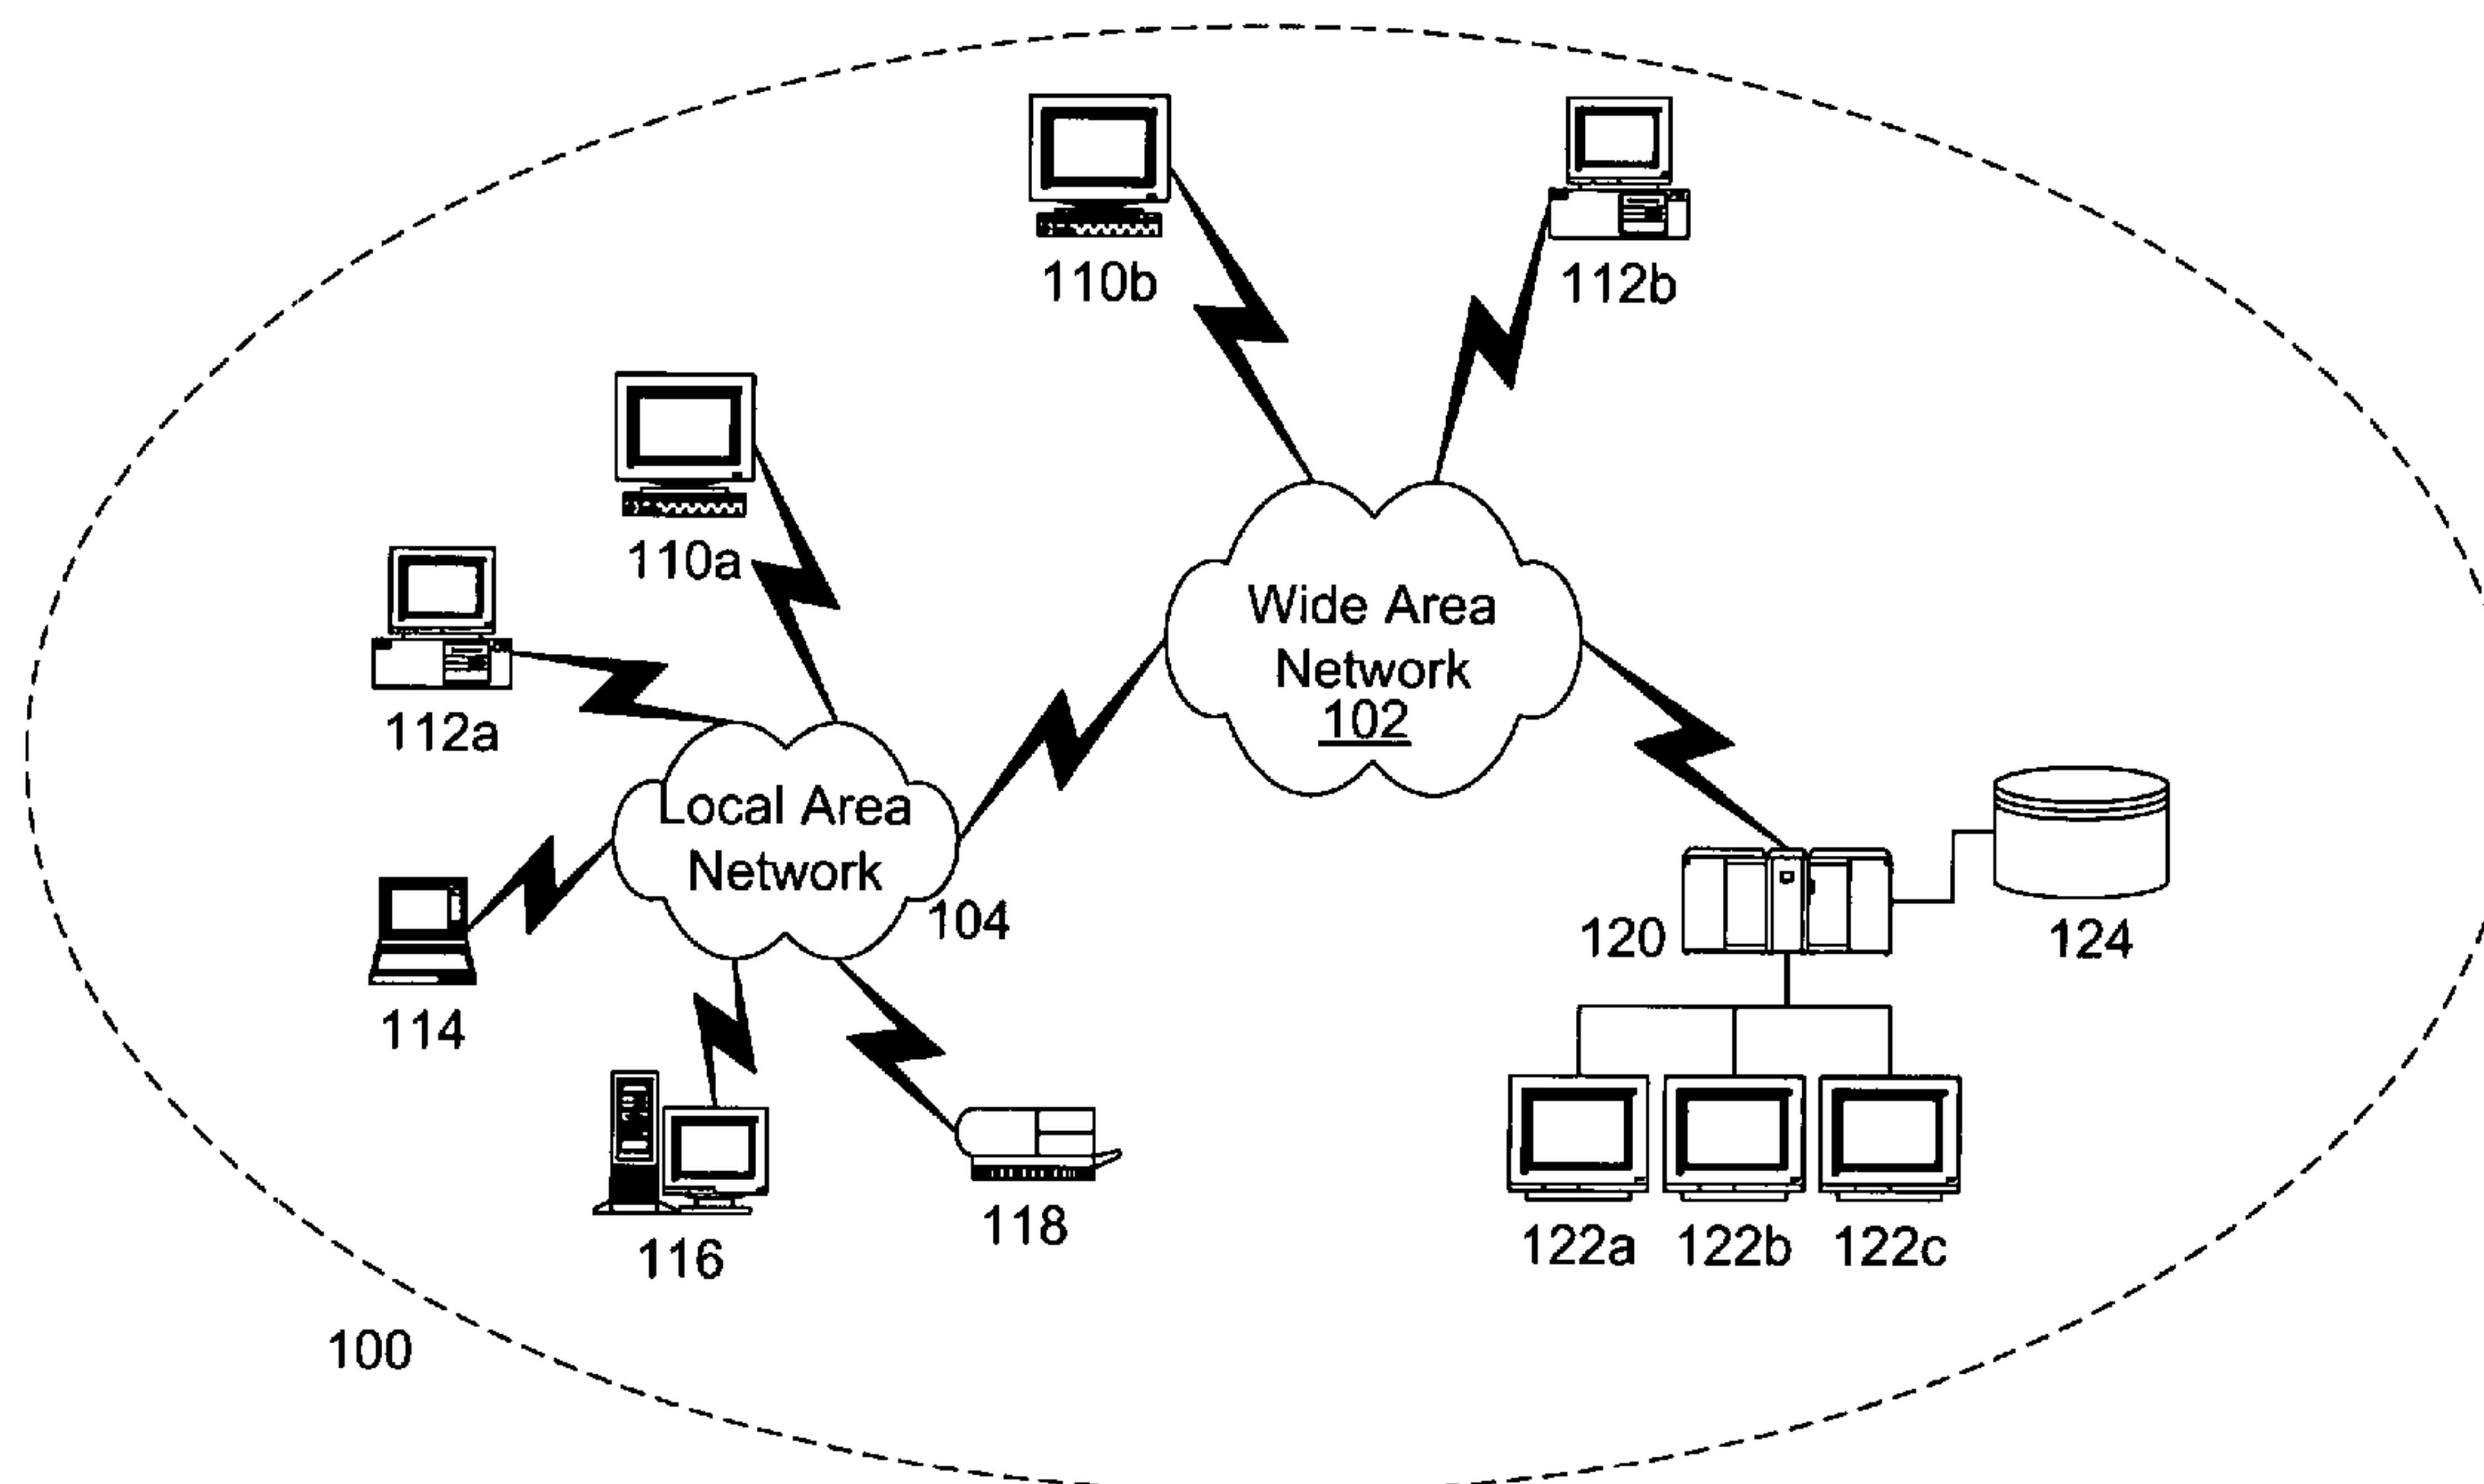 110b
112b
110a
112a
Wide Area
Network
102
Local Area
Network
104
114
120
124
116
118
122a
122b
122c
100